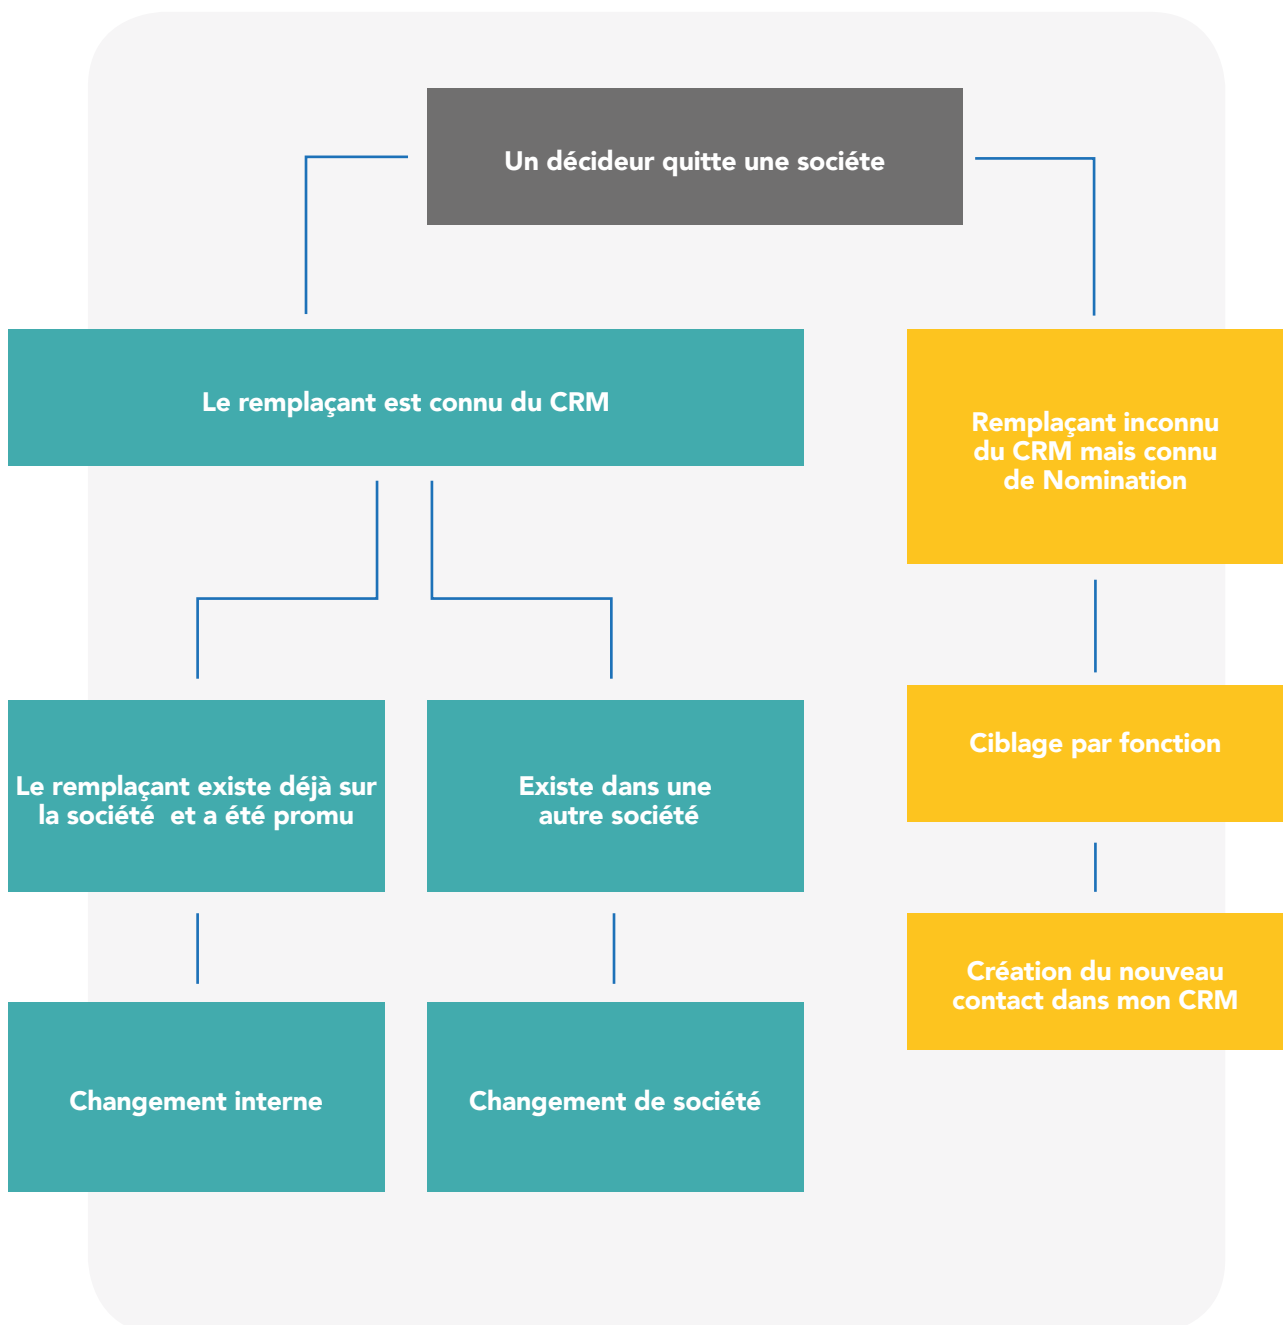 Un décideur quitte une sociéte
Le remplaçant est connu du CRM
Remplaçant inconnu
du CRM mais connu
de Nomination
Le remplaçant existe déjà sur
la société  et a été promu
Existe dans une
autre société
Ciblage par fonction
Changement interne
Changement de société
Création du nouveau
contact dans mon CRM